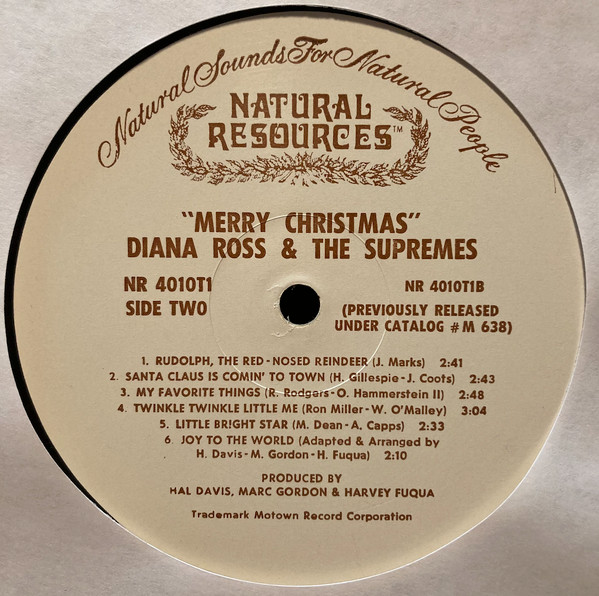 Natural Sounds For Natural People
NATURAL
RESOURCES™
"MERRY CHRISTMAS"
DIANA ROSS & THE SUPREMES
NR 4010T1
SIDE TWO
NR 4010T1B
(PREVIOUSLY RELEASED
UNDER CATALOG # M 638)
1. RUDOLPH, THE RED-NOSED REINDEER (J. Marks) 2:41
2. SANTA CLAUS IS COMIN' TO TOWN (H. Gillespie-J. Coots) 2:43
3. MY FAVORITE THINGS (R. Rodgers-O. Hammerstein II) 2:48
4. TWINKLE TWINKLE LITTLE ME (Ron Miller-W. O'Malley) 3:04
5. LITTLE BRIGHT STAR (M. Dean-A. Capps) 2:33
6. JOY TO THE WORLD (Adapted & Arranged by
H. Davis-M. Gordon-H. Fuqua) 2:10
PRODUCED BY
HAL DAVIS, MARC GORDON & HARVEY FUQUA
Trademark Motown Record Corporation